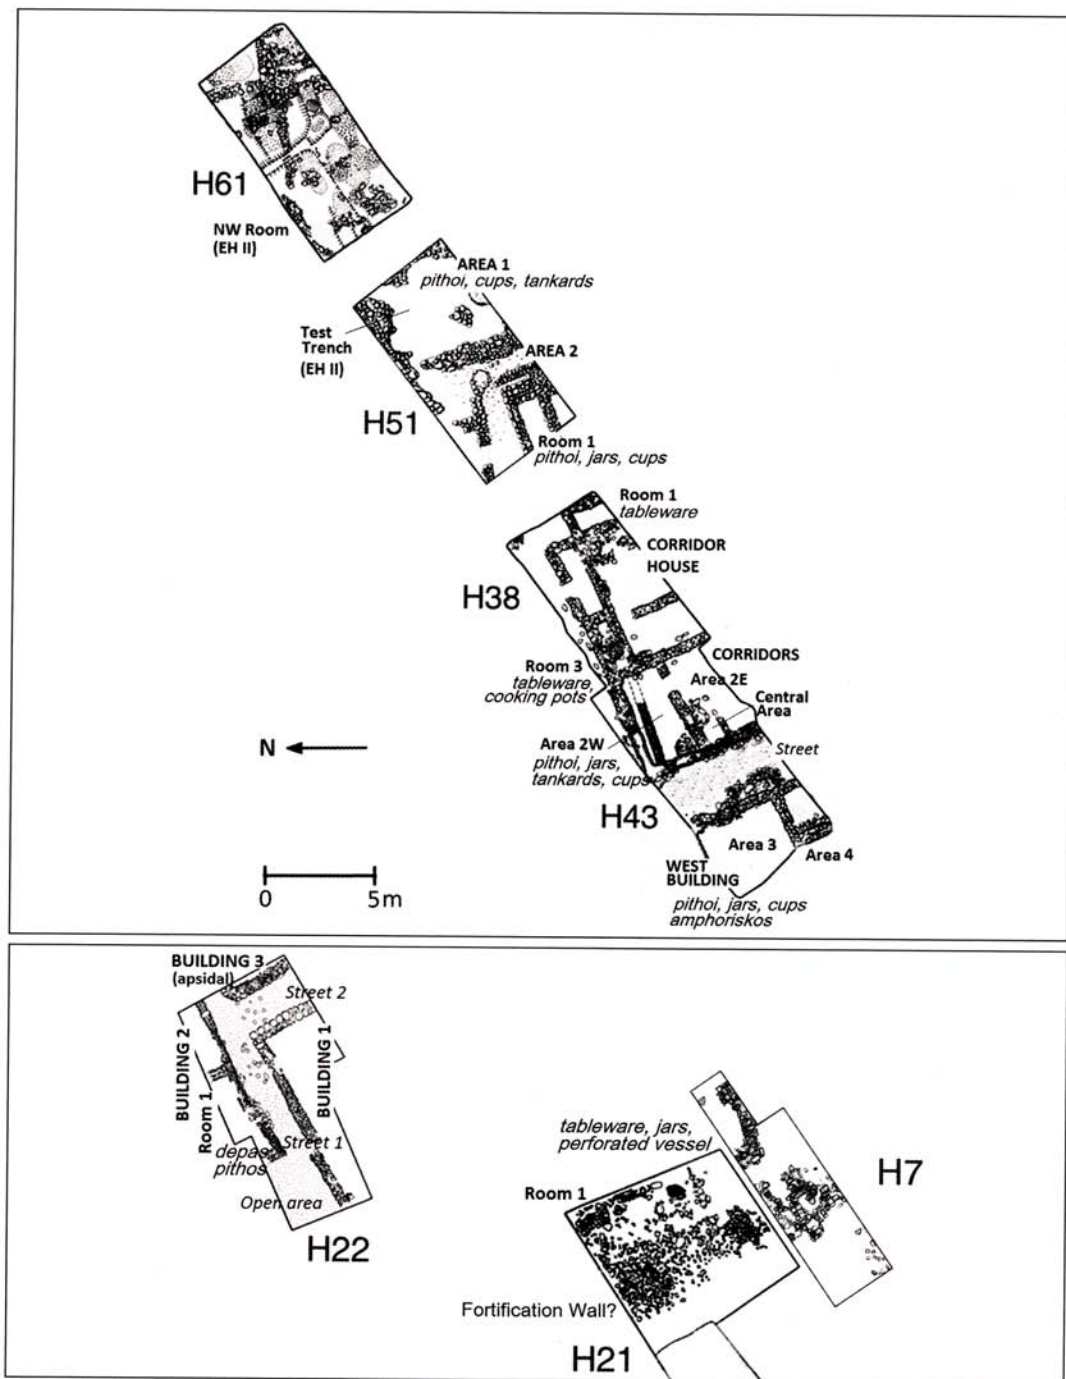 H61
NW Room
(EH II)
AREA 1
pithoi, cups, tankards
Test
Trench
(EH II)
AREA 2
H51
Room 1
pithoi, jars, cups
Room 1
tableware
CORRIDOR
HOUSE
H38
CORRIDORS
Room 3
tableware,
cooking pots
Area 2E
Central
Area
N
Area 2W
pithoi, jars,
tankards, cups
Street
H43
Area 3
Area 4
WEST
BUILDING
pithoi, jars, cups
amphoriskos
0 5m
BUILDING 3
(apsidal)
Street 2
BUILDING 2
BUILDING 1
Room 1
Street 1
depas
pithos
Open area
H22
tableware, jars,
perforated vessel
H7
Room 1
Fortification Wall?
H21